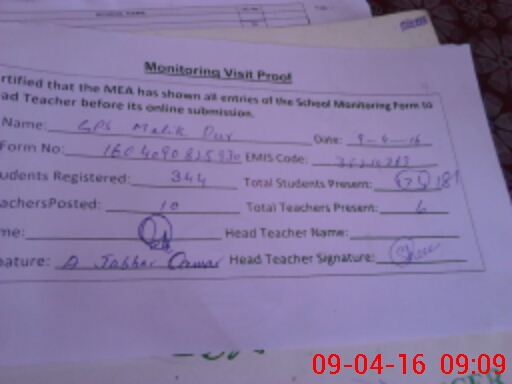 Monitoring Visit Proof
rtified that the MEA has shown all entries of the School Monitoring Form to
ad Teacher before its online submission.
Name: GPS Malik Pur Date: 9-4-16
Form No: EMIS Code:
udents Registered: 344 Total Students Present: 181
achersPosted: 10 Total Teachers Present: 6
me: Head Teacher Name:
nature: A Jabbar Head Teacher Signature:
09-04-16 09:09